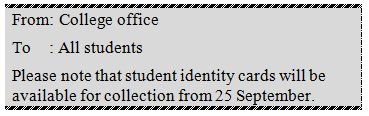 From: College office
To    : All students
Please note that student identity cards will be
available for collection from 25 September.